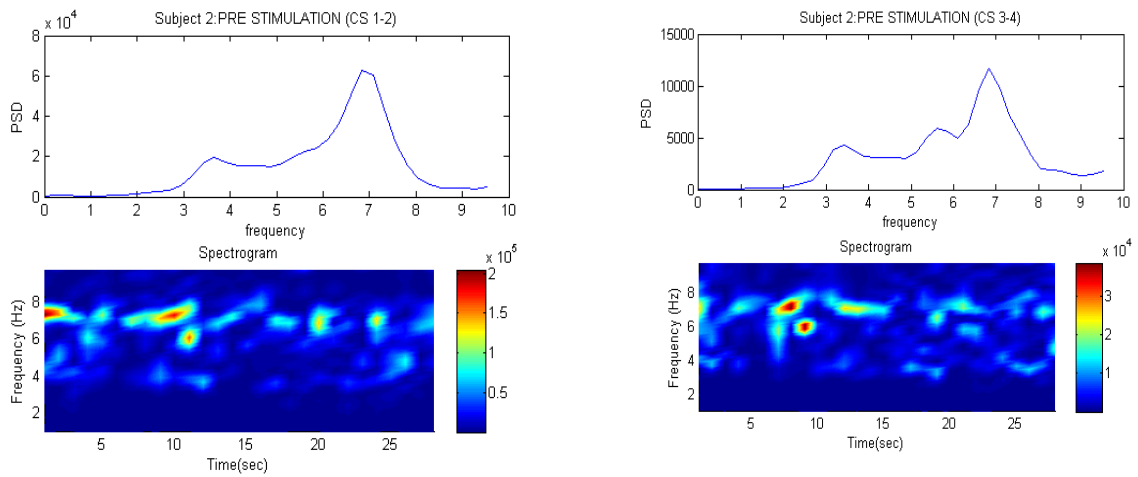 Subject 2:PRE STIMULATION (CS 1-2)
x 10^4
8
6
4
2
0
PSD
0 1 2 3 4 5 6 7 8 9 10
frequency
Spectrogram
x 10^5
8
6
4
2
Frequency (Hz)
5 10 15 20 25
Time(sec)
2
1.5
1
0.5
Subject 2:PRE STIMULATION (CS 3-4)
15000
10000
5000
0
PSD
0 1 2 3 4 5 6 7 8 9 10
frequency
Spectrogram
x 10^4
8
6
4
2
Frequency (Hz)
5 10 15 20 25
Time(sec)
3
2
1